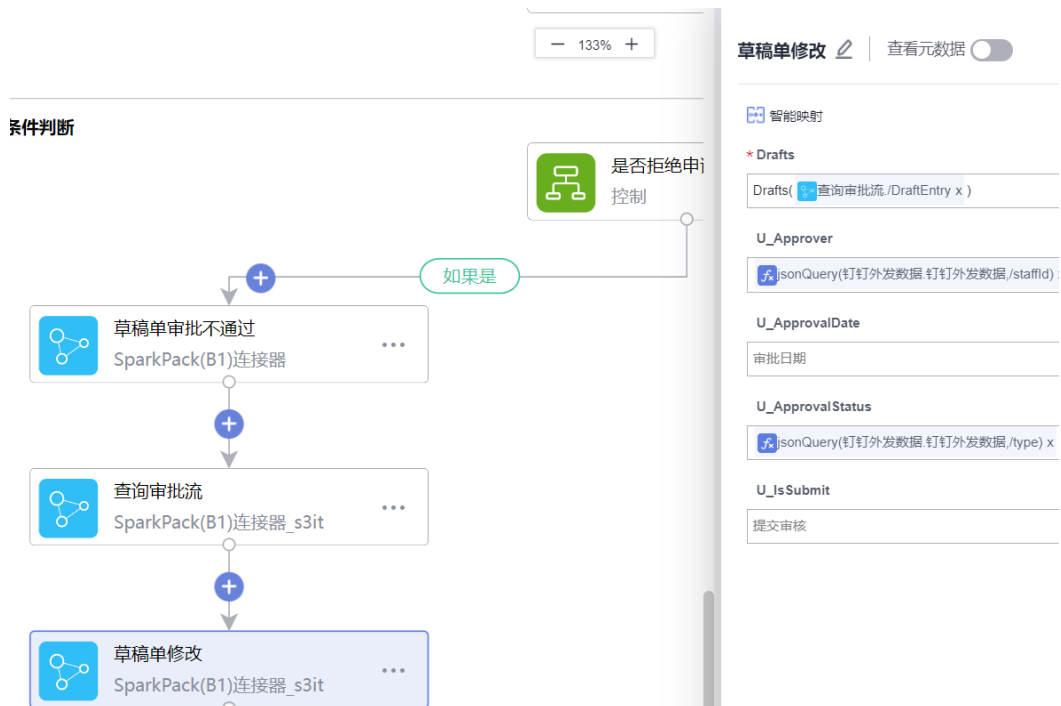 133%
条件判断
是否拒绝申
控制
如果是
草稿单审批不通过
SparkPack(B1)连接器
查询审批流
SparkPack(B1)连接器_s3it
草稿单修改
SparkPack(B1)连接器_s3it
草稿单修改 查看元数据
智能映射
* Drafts
Drafts( 查询审批流./DraftEntry x )
U_Approver
fx jsonQuery(钉钉外发数据.钉钉外发数据,/staffId)
U_ApprovalDate
审批日期
U_ApprovalStatus
fx jsonQuery(钉钉外发数据.钉钉外发数据,/type) x
U_IsSubmit
提交审核